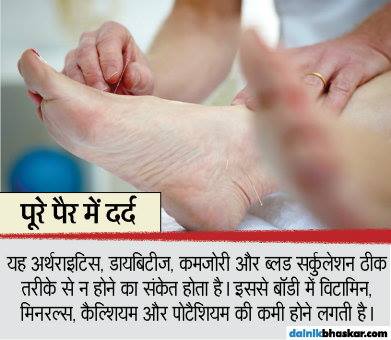 पूरे पैर में दर्द
यह अर्थराइटिस, डायबिटीज, कमजोरी और ब्लड सर्कुलेशन ठीक
तरीके से न होने का संकेत होता है। इससे बॉडी में विटामिन,
मिनरल्स, कैल्शियम और पोटैशियम की कमी होने लगती है।
dainikbhaskar.com